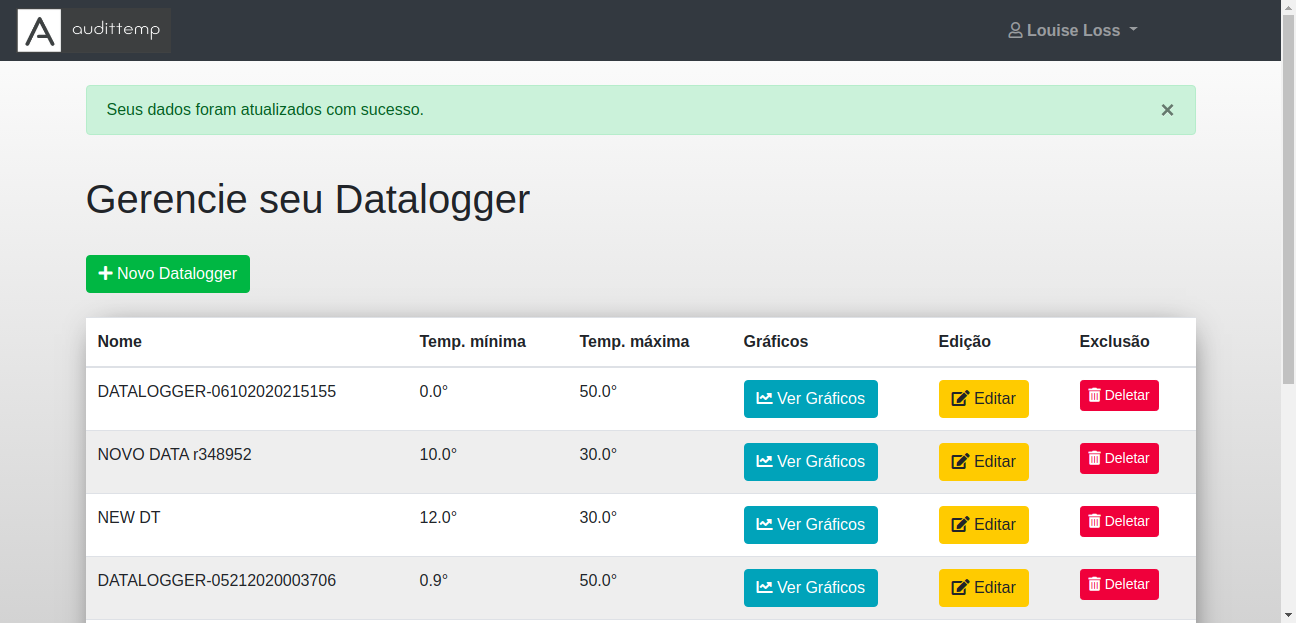 A audittemp
Louise Loss
Seus dados foram atualizados com sucesso. ×
Gerencie seu Datalogger
Novo Datalogger
Nome Temp. mínima Temp. máxima Gráficos Edição Exclusão
DATALOGGER-06102020215155 0.0° 50.0° Ver Gráficos Editar Deletar
NOVO DATA r348952 10.0° 30.0° Ver Gráficos Editar Deletar
NEW DT 12.0° 30.0° Ver Gráficos Editar Deletar
DATALOGGER-05212020003706 0.9° 50.0° Ver Gráficos Editar Deletar